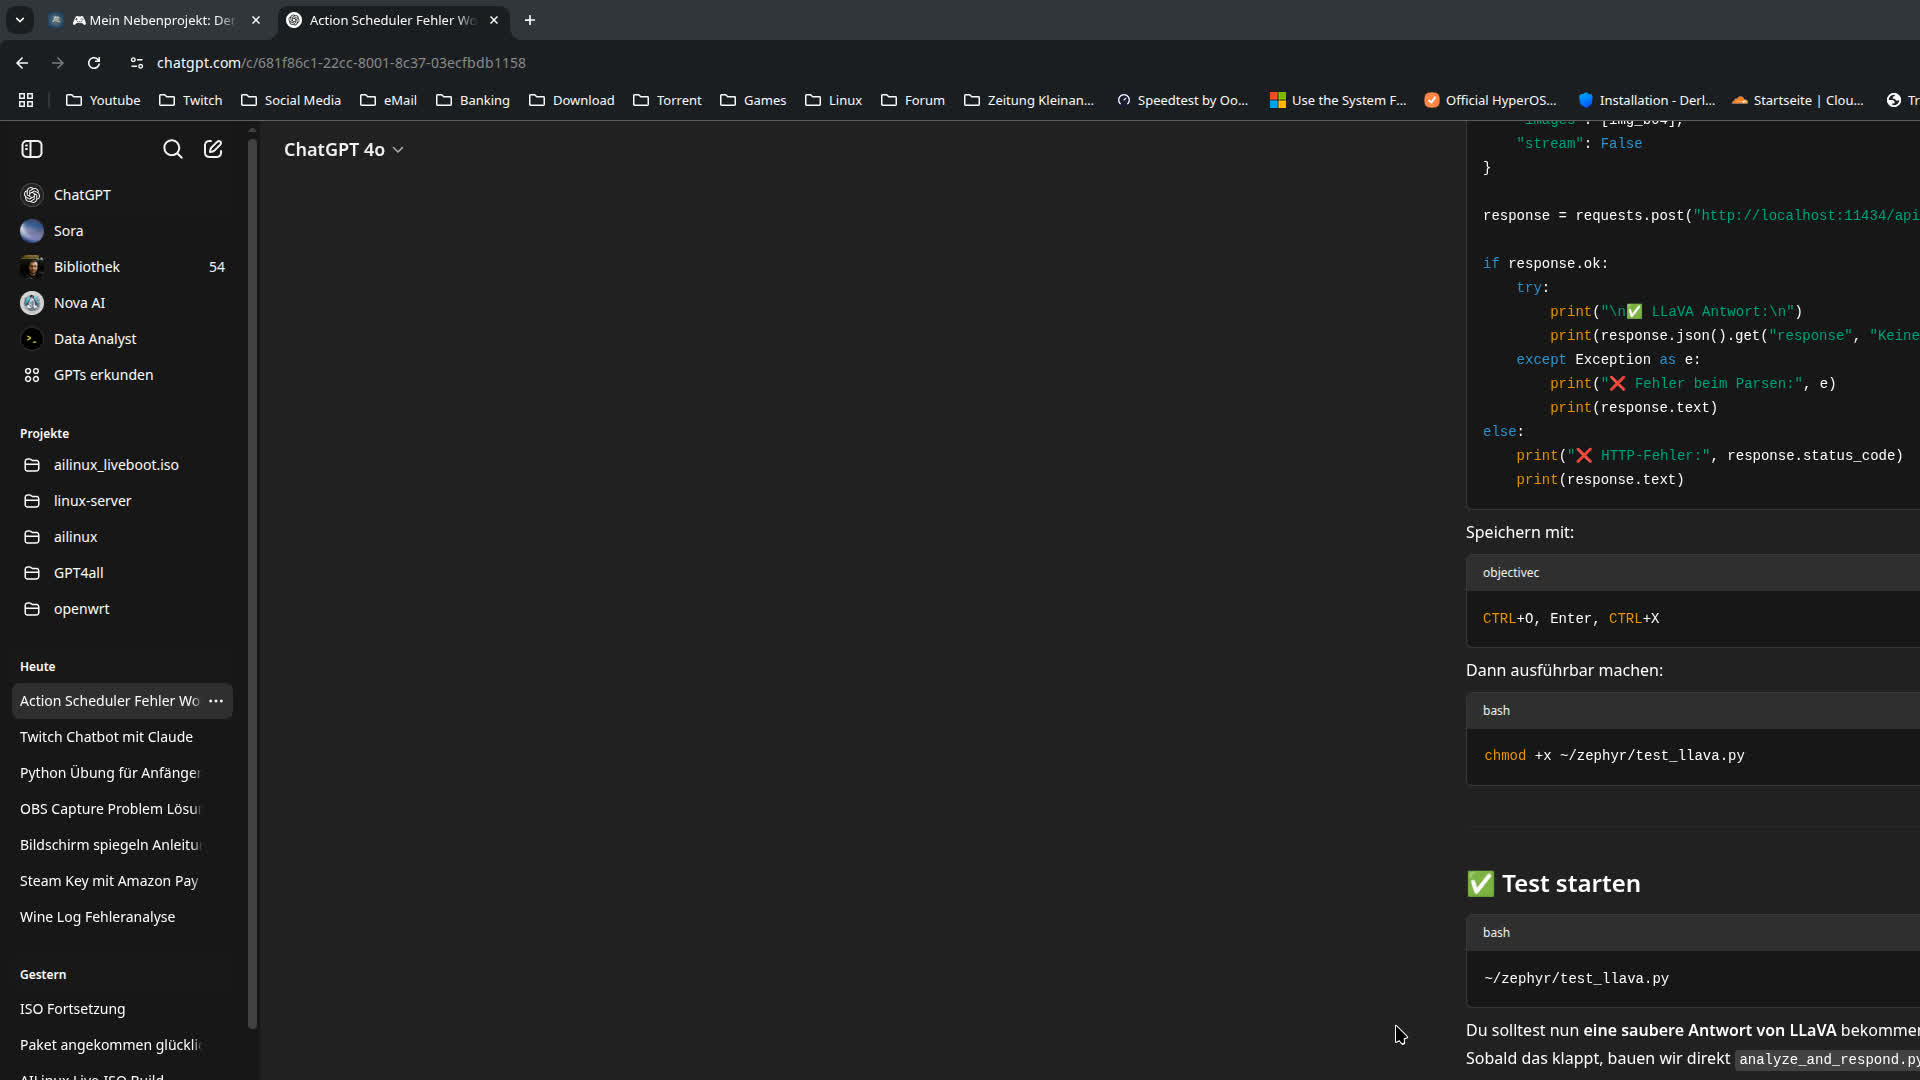 🎮 Mein Nebenprojekt: De
Action Scheduler Fehler Wo
chatgpt.com/c/681f86c1-22cc-8001-8c37-03ecfbdb1158
Youtube
Twitch
Social Media
eMail
Banking
Download
Torrent
Games
Linux
Forum
Zeitung Kleinan...
Speedtest by Oo...
Use the System F...
Official HyperOS...
Installation - Derl...
Startseite | Clou...
Tr
ChatGPT 4o
ChatGPT
Sora
Bibliothek 54
Nova AI
Data Analyst
GPTs erkunden
Projekte
ailinux_liveboot.iso
linux-server
ailinux
GPT4all
openwrt
Heute
Action Scheduler Fehler Wo
Twitch Chatbot mit Claude
Python Übung für Anfänge
OBS Capture Problem Lösu
Bildschirm spiegeln Anleitu
Steam Key mit Amazon Pay
Wine Log Fehleranalyse
Gestern
ISO Fortsetzung
Paket angekommen glückli
AILinux Live ISO Build
"images": [img_b64],
"stream": False
}
response = requests.post("http://localhost:11434/api
if response.ok:
try:
print("\n✅ LLaVA Antwort:\n")
print(response.json().get("response", "Keine
except Exception as e:
print("❌ Fehler beim Parsen:", e)
print(response.text)
else:
print("❌ HTTP-Fehler:", response.status_code)
print(response.text)
Speichern mit:
objectivec
CTRL+O, Enter, CTRL+X
Dann ausführbar machen:
bash
chmod +x ~/zephyr/test_llava.py
✅ Test starten
bash
~/zephyr/test_llava.py
Du solltest nun eine saubere Antwort von LLaVA bekommen
Sobald das klappt, bauen wir direkt analyze_and_respond.py